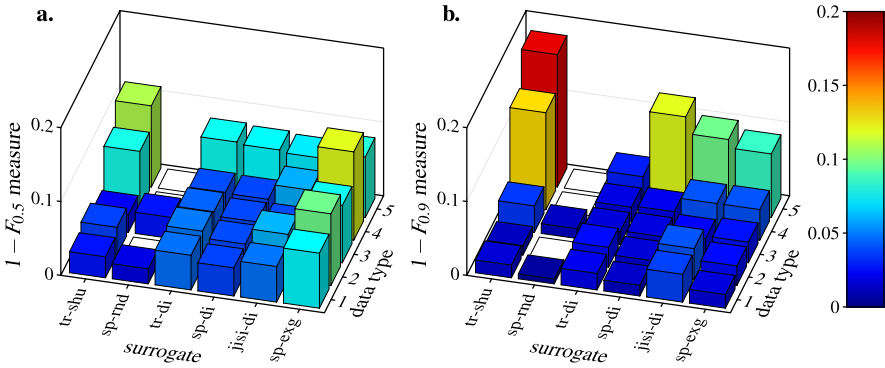 a.
1 − F0.5 measure
0.2
0.1
0
tr-shu
sp-rnd
tr-di
sp-di
jisi-di
sp-exg
surrogate
1
2
3
4
5
data type
b.
1 − F0.9 measure
0.2
0.1
0
tr-shu
sp-rnd
tr-di
sp-di
jisi-di
sp-exg
surrogate
1
2
3
4
5
data type
0.2
0.15
0.1
0.05
0